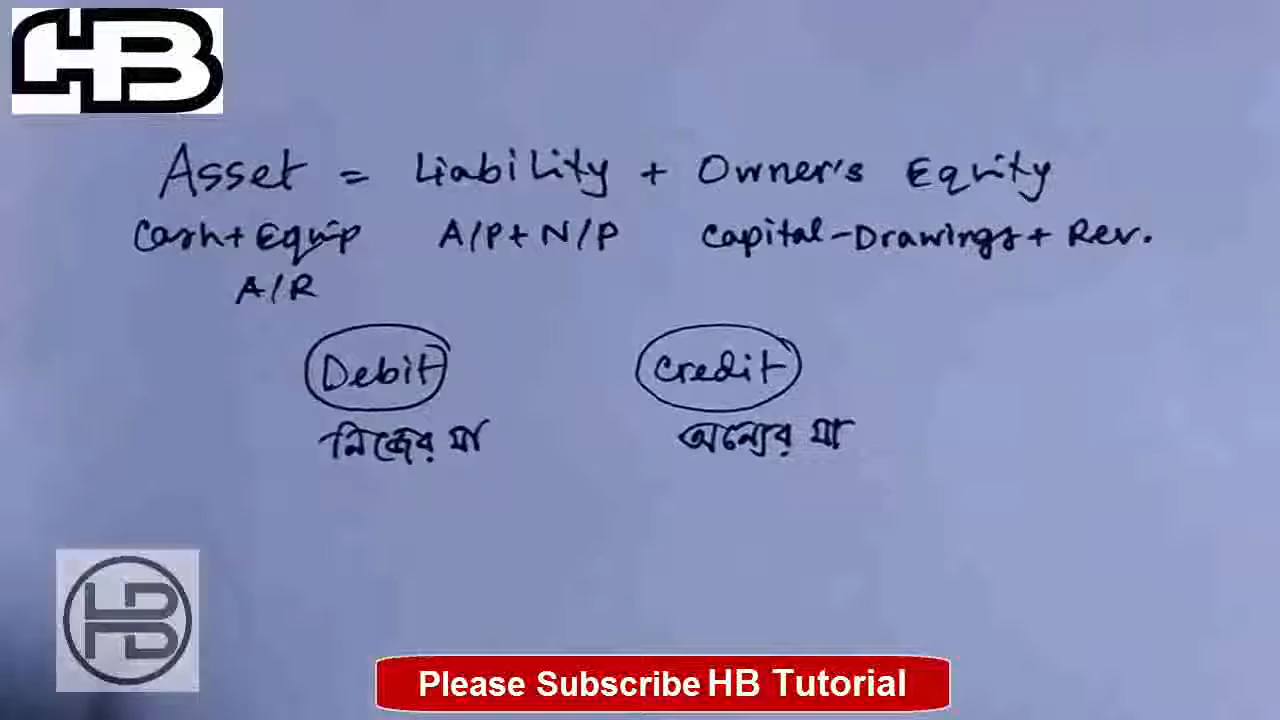 HB
Asset = Liability + Owner's Equity
Cash + Equip A/P + N/P Capital - Drawings + Rev.
A/R
Debit Credit
নিজের যা অন্যের যা
HB
Please Subscribe HB Tutorial